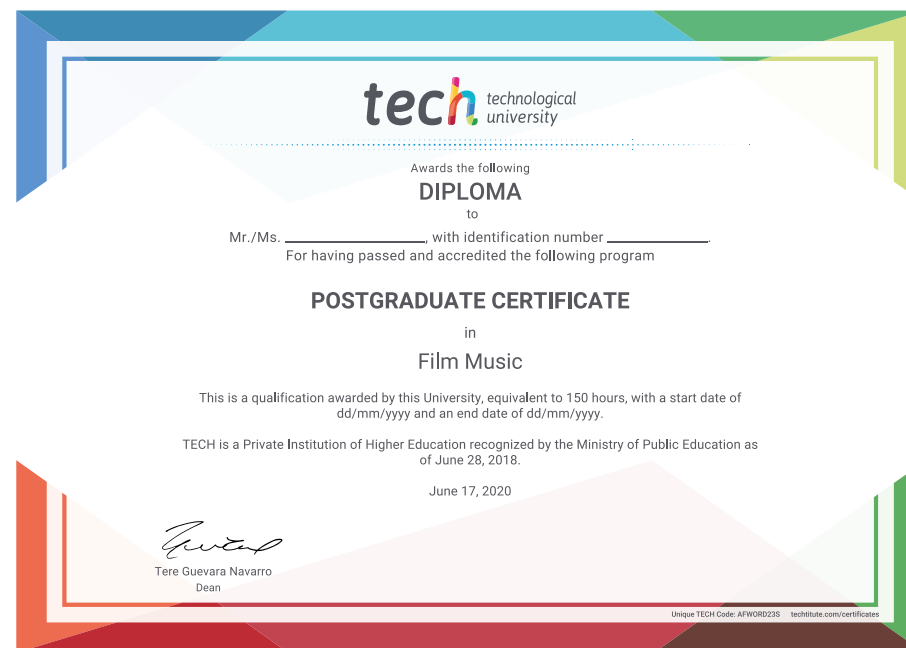 tech technological
university
Awards the following
DIPLOMA
to
Mr./Ms. ____________________, with identification number ______________.
For having passed and accredited the following program
POSTGRADUATE CERTIFICATE
in
Film Music
This is a qualification awarded by this University, equivalent to 150 hours, with a start date of
dd/mm/yyyy and an end date of dd/mm/yyyy.
TECH is a Private Institution of Higher Education recognized by the Ministry of Public Education as
of June 28, 2018.
June 17, 2020
Tere Guevara Navarro
Dean
Unique TECH Code: AFWORD23S techtitute.com/certificates